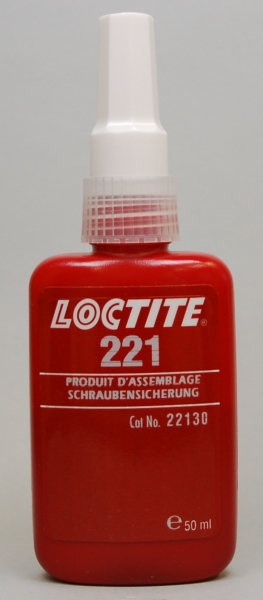 LOCTITE®
221
PRODUIT D'ASSEMBLAGE
SCHRAUBENSICHERUNG
Cat No. 22130
℮ 50 ml